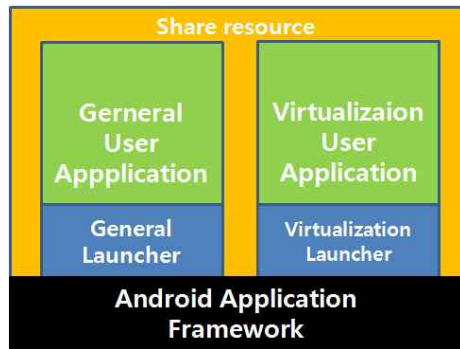 Share resource
Gerneral
User
Appplication
Virtualizaion
User
Application
General
Launcher
Virtualization
Launcher
Android Application
Framework